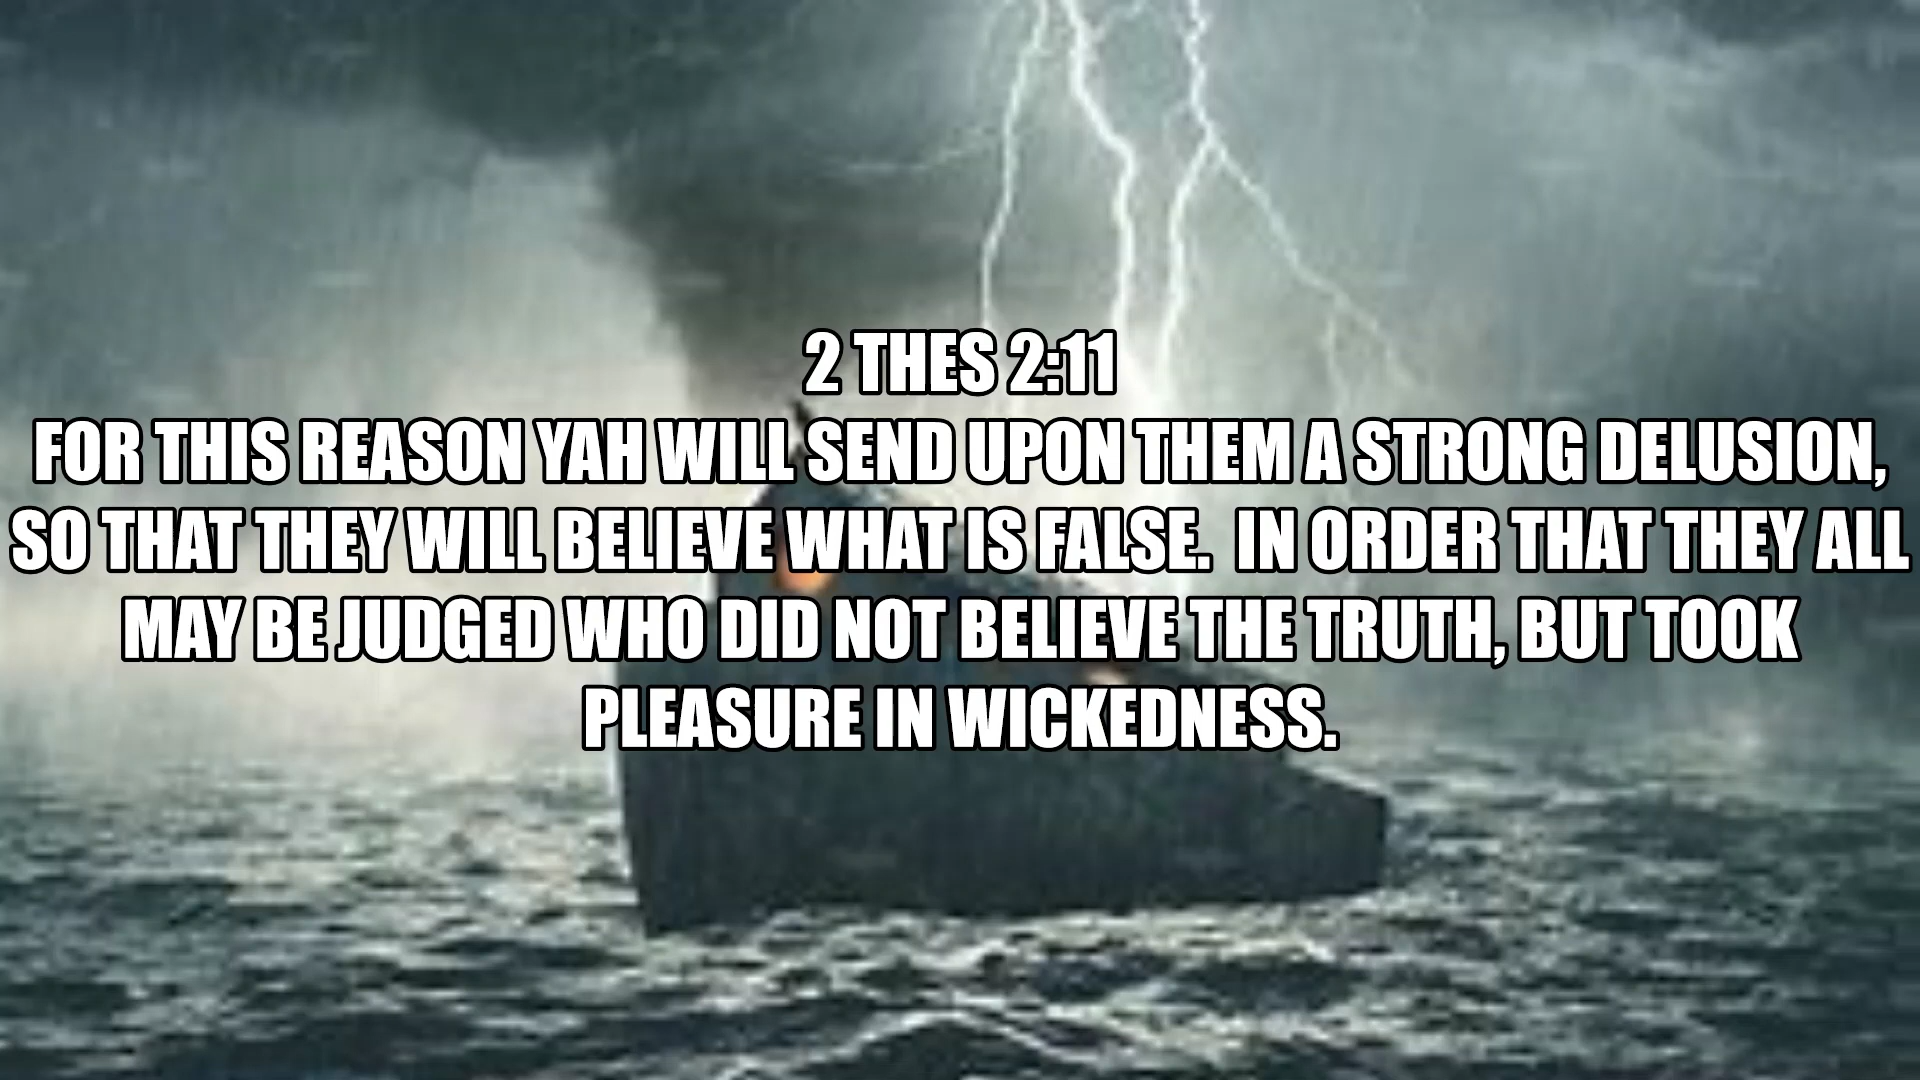 2 THES 2:11
FOR THIS REASON YAH WILL SEND UPON THEM A STRONG DELUSION,
SO THAT THEY WILL BELIEVE WHAT IS FALSE.  IN ORDER THAT THEY ALL
MAY BE JUDGED WHO DID NOT BELIEVE THE TRUTH, BUT TOOK
PLEASURE IN WICKEDNESS.